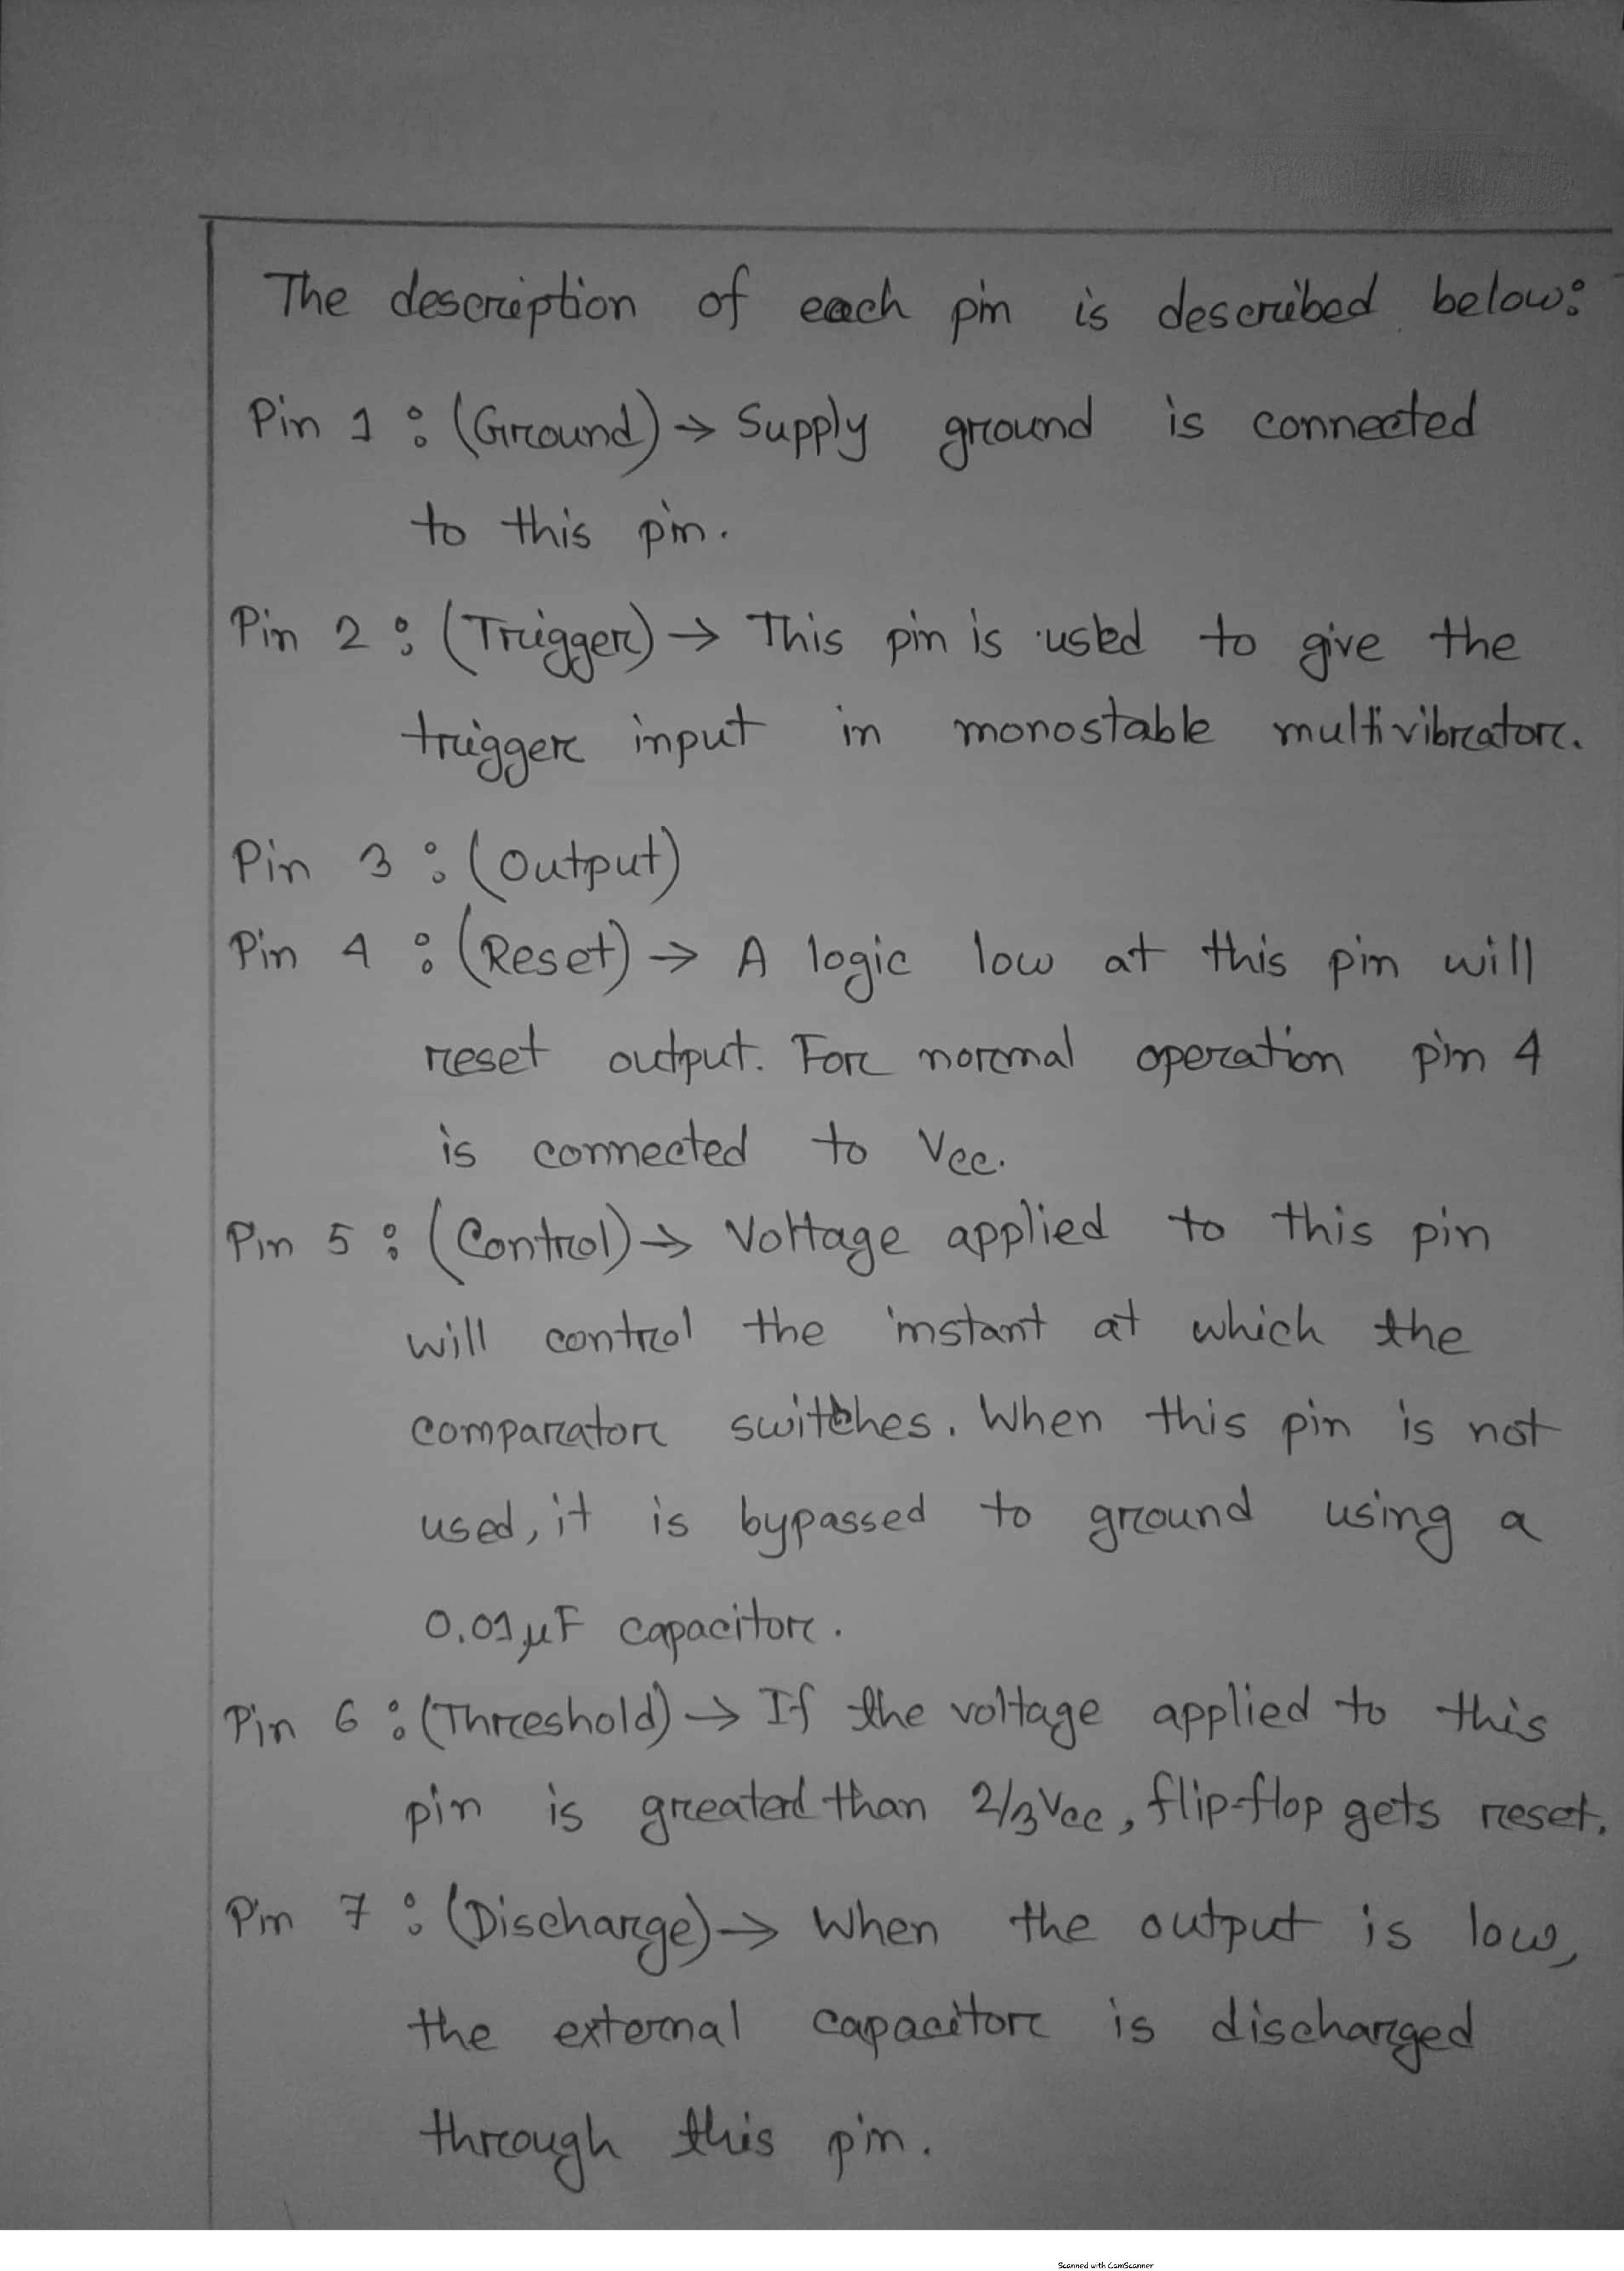 The description of each pin is described below:
Pin 1 : (Ground) → Supply ground is connected
to this pin.
Pin 2 : (Trigger) → This pin is used to give the
trigger input in monostable multivibrator.
Pin 3 : (Output)
Pin 4 : (Reset) → A logic low at this pin will
reset output. For normal operation pin 4
is connected to Vcc.
Pin 5 : (Control) → Voltage applied to this pin
will control the instant at which the
comparator switches. When this pin is not
used, it is bypassed to ground using a
0.01 µF capacitor.
Pin 6 : (Threshold) → If the voltage applied to this
pin is greated than 2/3 Vcc, flip-flop gets reset.
Pin 7 : (Discharge) → When the output is low,
the external capacitor is discharged
through this pin.
Scanned with CamScanner